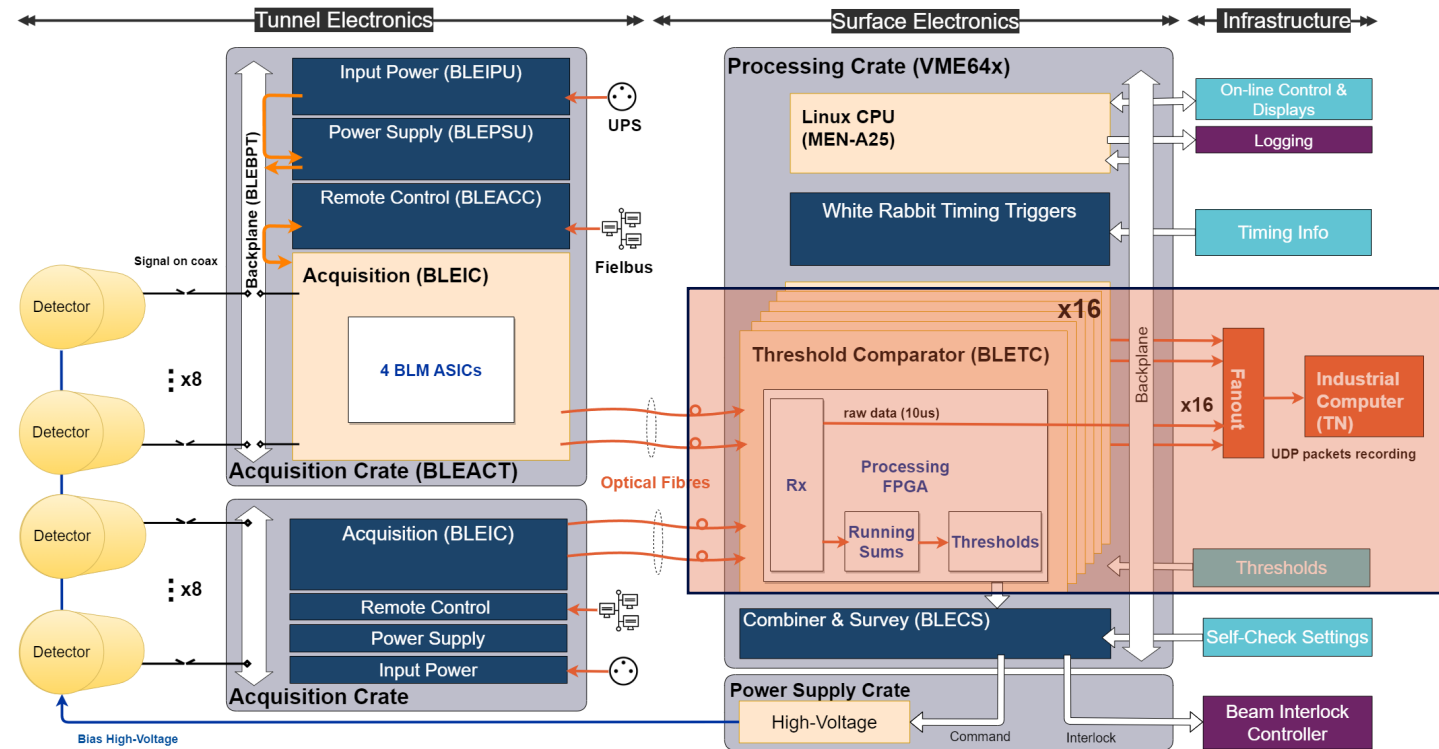 Tunnel Electronics
Surface Electronics
Infrastructure
Input Power (BLEIPU)
UPS
Power Supply (BLEPSU)
Remote Control (BLEACC)
Fielbus
Backplane (BLEBPT)
Signal on coax
Acquisition (BLEIC)
4 BLM ASICs
Acquisition Crate (BLEACT)
Detector
x8
Detector
Detector
x8
Detector
Optical Fibres
Acquisition (BLEIC)
Remote Control
Power Supply
Input Power
Acquisition Crate
Bias High-Voltage
Processing Crate (VME64x)
Linux CPU
(MEN-A25)
White Rabbit Timing Triggers
x16
Threshold Comparator (BLETC)
raw data (10us)
Rx
Processing
FPGA
Running
Sums
Thresholds
Backplane
Combiner & Survey (BLECS)
Power Supply Crate
High-Voltage
Command
Interlock
On-line Control &
Displays
Logging
Timing Info
x16
Fanout
Industrial
Computer
(TN)
UDP packets recording
Thresholds
Self-Check Settings
Beam Interlock
Controller